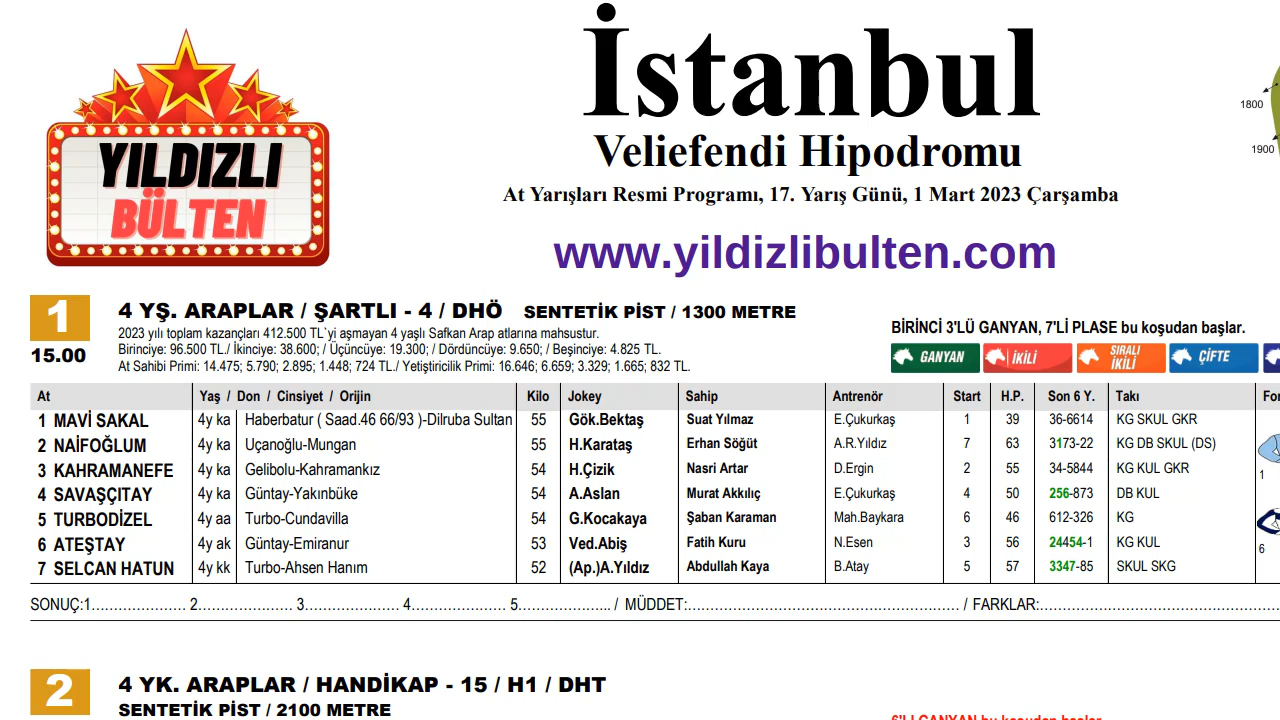 YILDIZLI
BÜLTEN
İstanbul
Veliefendi Hipodromu
At Yarışları Resmi Programı, 17. Yarış Günü, 1 Mart 2023 Çarşamba
www.yildizlibulten.com
1800
1900
1
15.00
4 YŞ. ARAPLAR / ŞARTLI - 4 / DHÖ SENTETİK PİST / 1300 METRE
2023 yılı toplam kazançları 412.500 TL`yi aşmayan 4 yaşlı Safkan Arap atlarına mahsustur.
Birinciye: 96.500 TL./ İkinciye: 38.600; / Üçüncüye: 19.300; / Dördüncüye: 9.650; / Beşinciye: 4.825 TL.
At Sahibi Primi: 14.475; 5.790; 2.895; 1.448; 724 TL./ Yetiştiricilik Primi: 16.646; 6.659; 3.329; 1.665; 832 TL.
BİRİNCİ 3'LÜ GANYAN, 7'Lİ PLASE bu koşudan başlar.
GANYAN İKİLİ SIRALI İKİLİ ÇİFTE
At Yaş / Don / Cinsiyet / Orijin Kilo Jokey Sahip Antrenör Start H.P. Son 6 Y. Takı For
1 MAVİ SAKAL 4y ka Haberbatur ( Saad.46 66/93 )-Dilruba Sultan 55 Gök.Bektaş Suat Yılmaz E.Çukurkaş 1 39 36-6614 KG SKUL GKR
2 NAİFOĞLUM 4y ka Uçanoğlu-Mungan 55 H.Karataş Erhan Söğüt A.R.Yıldız 7 63 3173-22 KG DB SKUL (DS)
3 KAHRAMANEFE 4y ka Gelibolu-Kahramankız 54 H.Çizik Nasri Artar D.Ergin 2 55 34-5844 KG KUL GKR
1
4 SAVAŞÇITAY 4y ka Güntay-Yakınbüke 54 A.Aslan Murat Akkılıç E.Çukurkaş 4 50 256-873 DB KUL
5 TURBODİZEL 4y aa Turbo-Cundavilla 54 G.Kocakaya Şaban Karaman Mah.Baykara 6 46 612-326 KG
6 ATEŞTAY 4y ak Güntay-Emiranur 53 Ved.Abiş Fatih Kuru N.Esen 3 56 24454-1 KG KUL
6
7 SELCAN HATUN 4y kk Turbo-Ahsen Hanım 52 (Ap.)A.Yıldız Abdullah Kaya B.Atay 5 57 3347-85 SKUL SKG
SONUÇ:1..................... 2..................... 3..................... 4..................... 5..................... / MÜDDET:............................................................ / FARKLAR:......................................................
2
4 YK. ARAPLAR / HANDİKAP - 15 / H1 / DHT
SENTETİK PİST / 2100 METRE
6'LI GANYAN bu koşudan başlar.